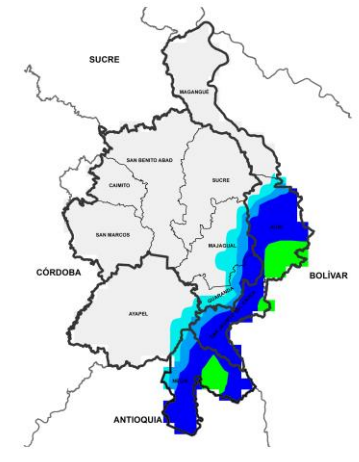 SUCRE
MAGANGUÉ
SAN BENITO ABAD
SUCRE
CAIMITO
SAN MARCOS
MAJAGUAL
CÓRDOBA
BOLÍVAR
GUARANDA
AYAPEL
ANTIOQUIA